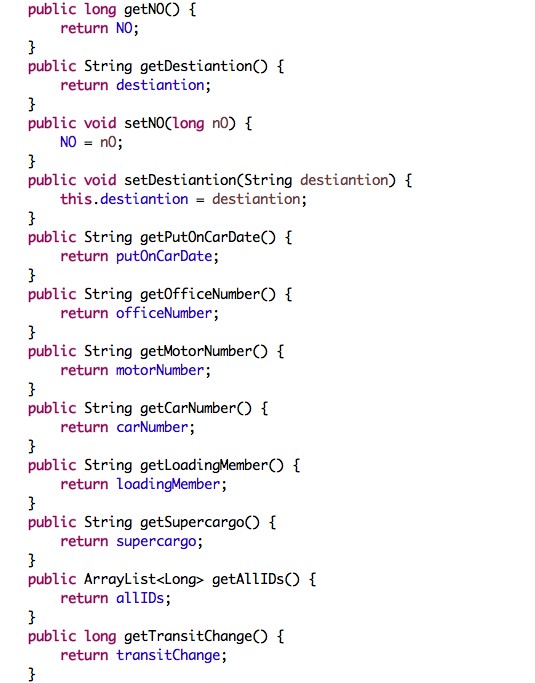 public long getNO() {
return NO;
}
public String getDestiantion() {
return destiantion;
}
public void setNO(long nO) {
NO = nO;
}
public void setDestiantion(String destiantion) {
this.destiantion = destiantion;
}
public String getPutOnCarDate() {
return putOnCarDate;
}
public String getOfficeNumber() {
return officeNumber;
}
public String getMotorNumber() {
return motorNumber;
}
public String getCarNumber() {
return carNumber;
}
public String getLoadingMember() {
return loadingMember;
}
public String getSupercargo() {
return supercargo;
}
public ArrayList<Long> getAllIDs() {
return allIDs;
}
public long getTransitChange() {
return transitChange;
}